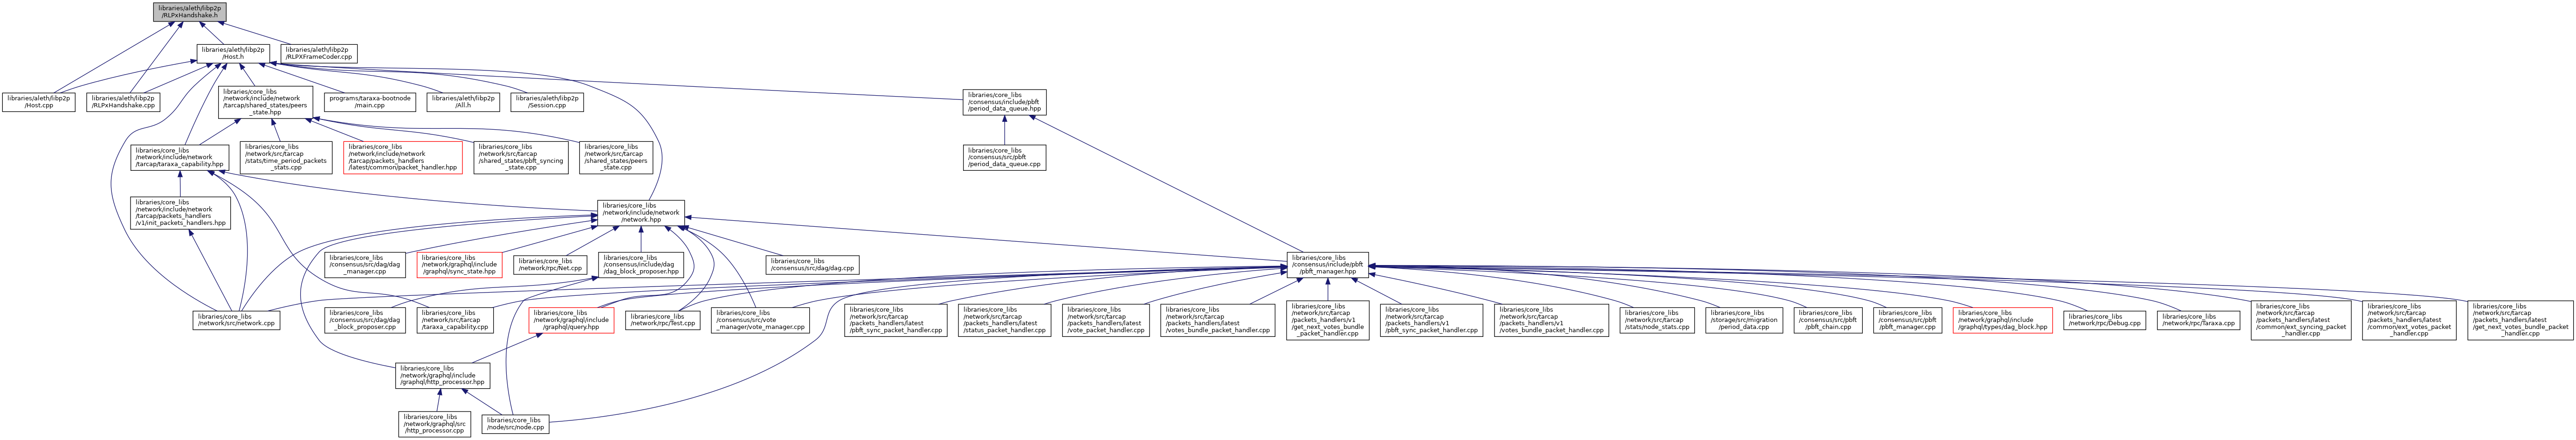 libraries/aleth/libp2p
/RLPxHandshake.h
libraries/aleth/libp2p
/Host.h
libraries/aleth/libp2p
/RLPXFrameCoder.cpp
libraries/aleth/libp2p
/Host.cpp
libraries/aleth/libp2p
/RLPxHandshake.cpp
libraries/core_libs
/network/include/network
/tarcap/shared_states/peers
_state.hpp
programs/taraxa-bootnode
/main.cpp
libraries/aleth/libp2p
/All.h
libraries/aleth/libp2p
/Session.cpp
libraries/core_libs
/consensus/include/pbft
/period_data_queue.hpp
libraries/core_libs
/network/include/network
/tarcap/taraxa_capability.hpp
libraries/core_libs
/network/src/tarcap
/stats/time_period_packets
_stats.cpp
libraries/core_libs
/network/include/network
/tarcap/packets_handlers
/latest/common/packet_handler.hpp
libraries/core_libs
/network/src/tarcap
/shared_states/pbft_syncing
_state.cpp
libraries/core_libs
/network/src/tarcap
/shared_states/peers
_state.cpp
libraries/core_libs
/consensus/src/pbft
/period_data_queue.cpp
libraries/core_libs
/network/include/network
/tarcap/packets_handlers
/v1/init_packets_handlers.hpp
libraries/core_libs
/network/include/network
/network.hpp
libraries/core_libs
/consensus/src/dag/dag
_manager.cpp
libraries/core_libs
/network/graphql/include
/graphql/sync_state.hpp
libraries/core_libs
/network/rpc/Net.cpp
libraries/core_libs
/consensus/include/dag
/dag_block_proposer.hpp
libraries/core_libs
/consensus/src/dag/dag.cpp
libraries/core_libs
/consensus/include/pbft
/pbft_manager.hpp
libraries/core_libs
/network/src/network.cpp
libraries/core_libs
/consensus/src/dag/dag
_block_proposer.cpp
libraries/core_libs
/network/src/tarcap
/taraxa_capability.cpp
libraries/core_libs
/network/graphql/include
/graphql/query.hpp
libraries/core_libs
/network/rpc/Test.cpp
libraries/core_libs
/consensus/src/vote
_manager/vote_manager.cpp
libraries/core_libs
/network/src/tarcap
/packets_handlers/latest
/pbft_sync_packet_handler.cpp
libraries/core_libs
/network/src/tarcap
/packets_handlers/latest
/status_packet_handler.cpp
libraries/core_libs
/network/src/tarcap
/packets_handlers/latest
/vote_packet_handler.cpp
libraries/core_libs
/network/src/tarcap
/packets_handlers/latest
/votes_bundle_packet_handler.cpp
libraries/core_libs
/network/src/tarcap
/packets_handlers/v1
/get_next_votes_bundle
_packet_handler.cpp
libraries/core_libs
/network/src/tarcap
/packets_handlers/v1
/pbft_sync_packet_handler.cpp
libraries/core_libs
/network/src/tarcap
/packets_handlers/v1
/votes_bundle_packet_handler.cpp
libraries/core_libs
/network/src/tarcap
/stats/node_stats.cpp
libraries/core_libs
/storage/src/migration
/period_data.cpp
libraries/core_libs
/consensus/src/pbft
/pbft_chain.cpp
libraries/core_libs
/consensus/src/pbft
/pbft_manager.cpp
libraries/core_libs
/network/graphql/include
/graphql/types/dag_block.hpp
libraries/core_libs
/network/rpc/Debug.cpp
libraries/core_libs
/network/rpc/Taraxa.cpp
libraries/core_libs
/network/src/tarcap
/packets_handlers/latest
/common/ext_syncing_packet
_handler.cpp
libraries/core_libs
/network/src/tarcap
/packets_handlers/latest
/common/ext_votes_packet
_handler.cpp
libraries/core_libs
/network/src/tarcap
/packets_handlers/latest
/get_next_votes_bundle_packet
_handler.cpp
libraries/core_libs
/network/graphql/include
/graphql/http_processor.hpp
libraries/core_libs
/network/graphql/src
/http_processor.cpp
libraries/core_libs
/node/src/node.cpp